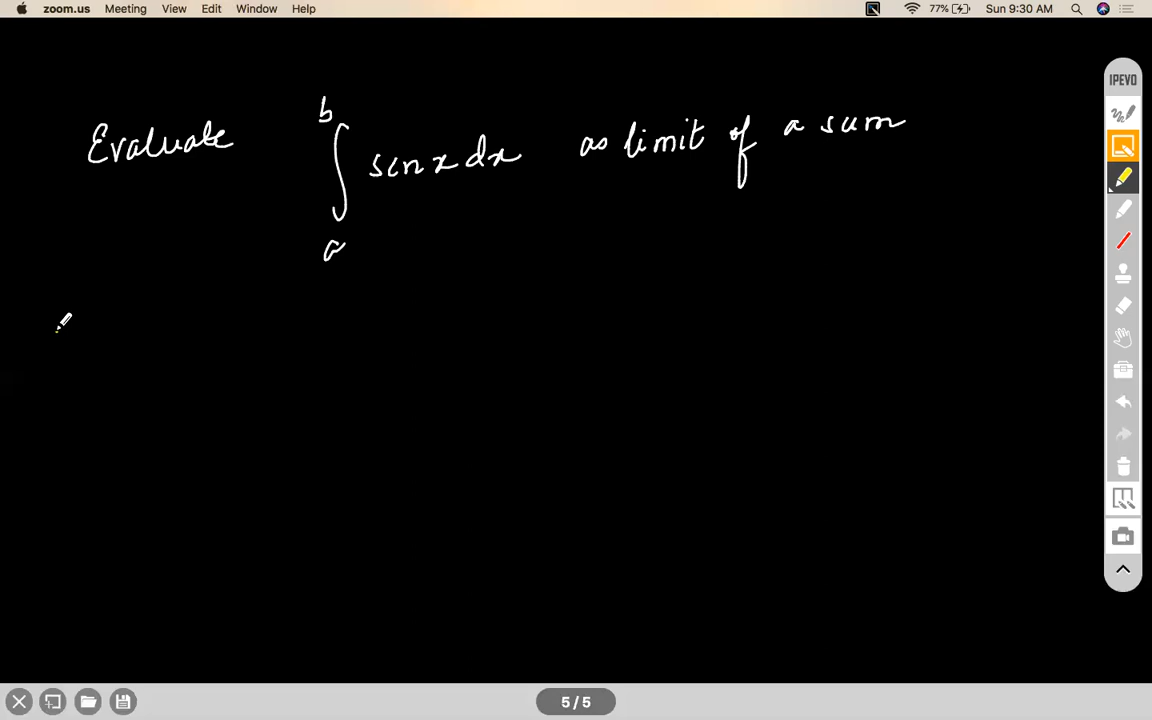 zoom.us Meeting View Edit Window Help 77% Sun 9:30 AM
IPEVO
Evaluate ∫ₐᵇ sin x dx as limit of a sum
5 / 5